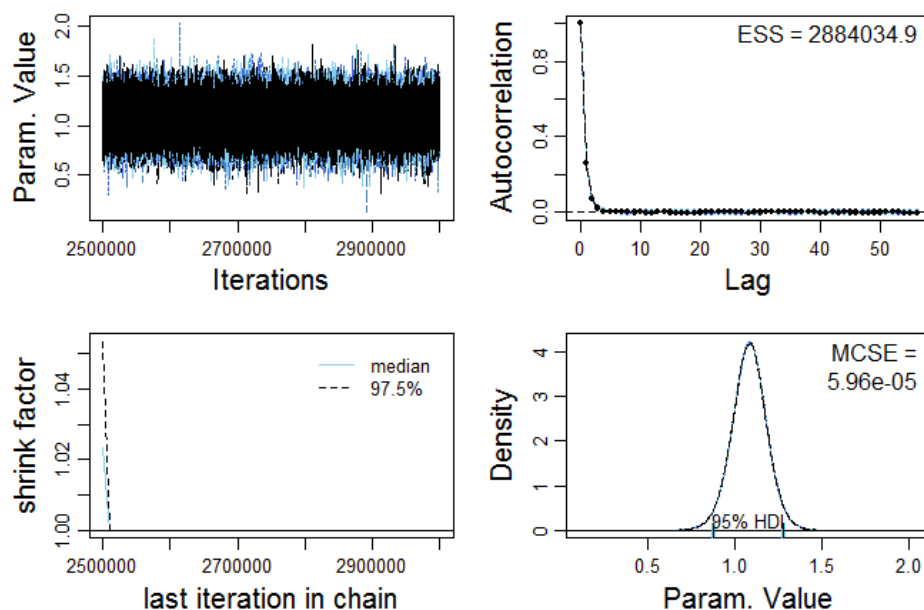 Param. Value
2.0
1.5
1.0
0.5
2500000 2700000 2900000
Iterations
Autocorrelation
0.8
0.4
0.0
ESS = 2884034.9
0 10 20 30 40 50
Lag
shrink factor
1.04
1.02
1.00
median
97.5%
2500000 2700000 2900000
last iteration in chain
Density
4
3
2
1
0
MCSE =
5.96e-05
95% HDI
0.5 1.0 1.5 2.0
Param. Value